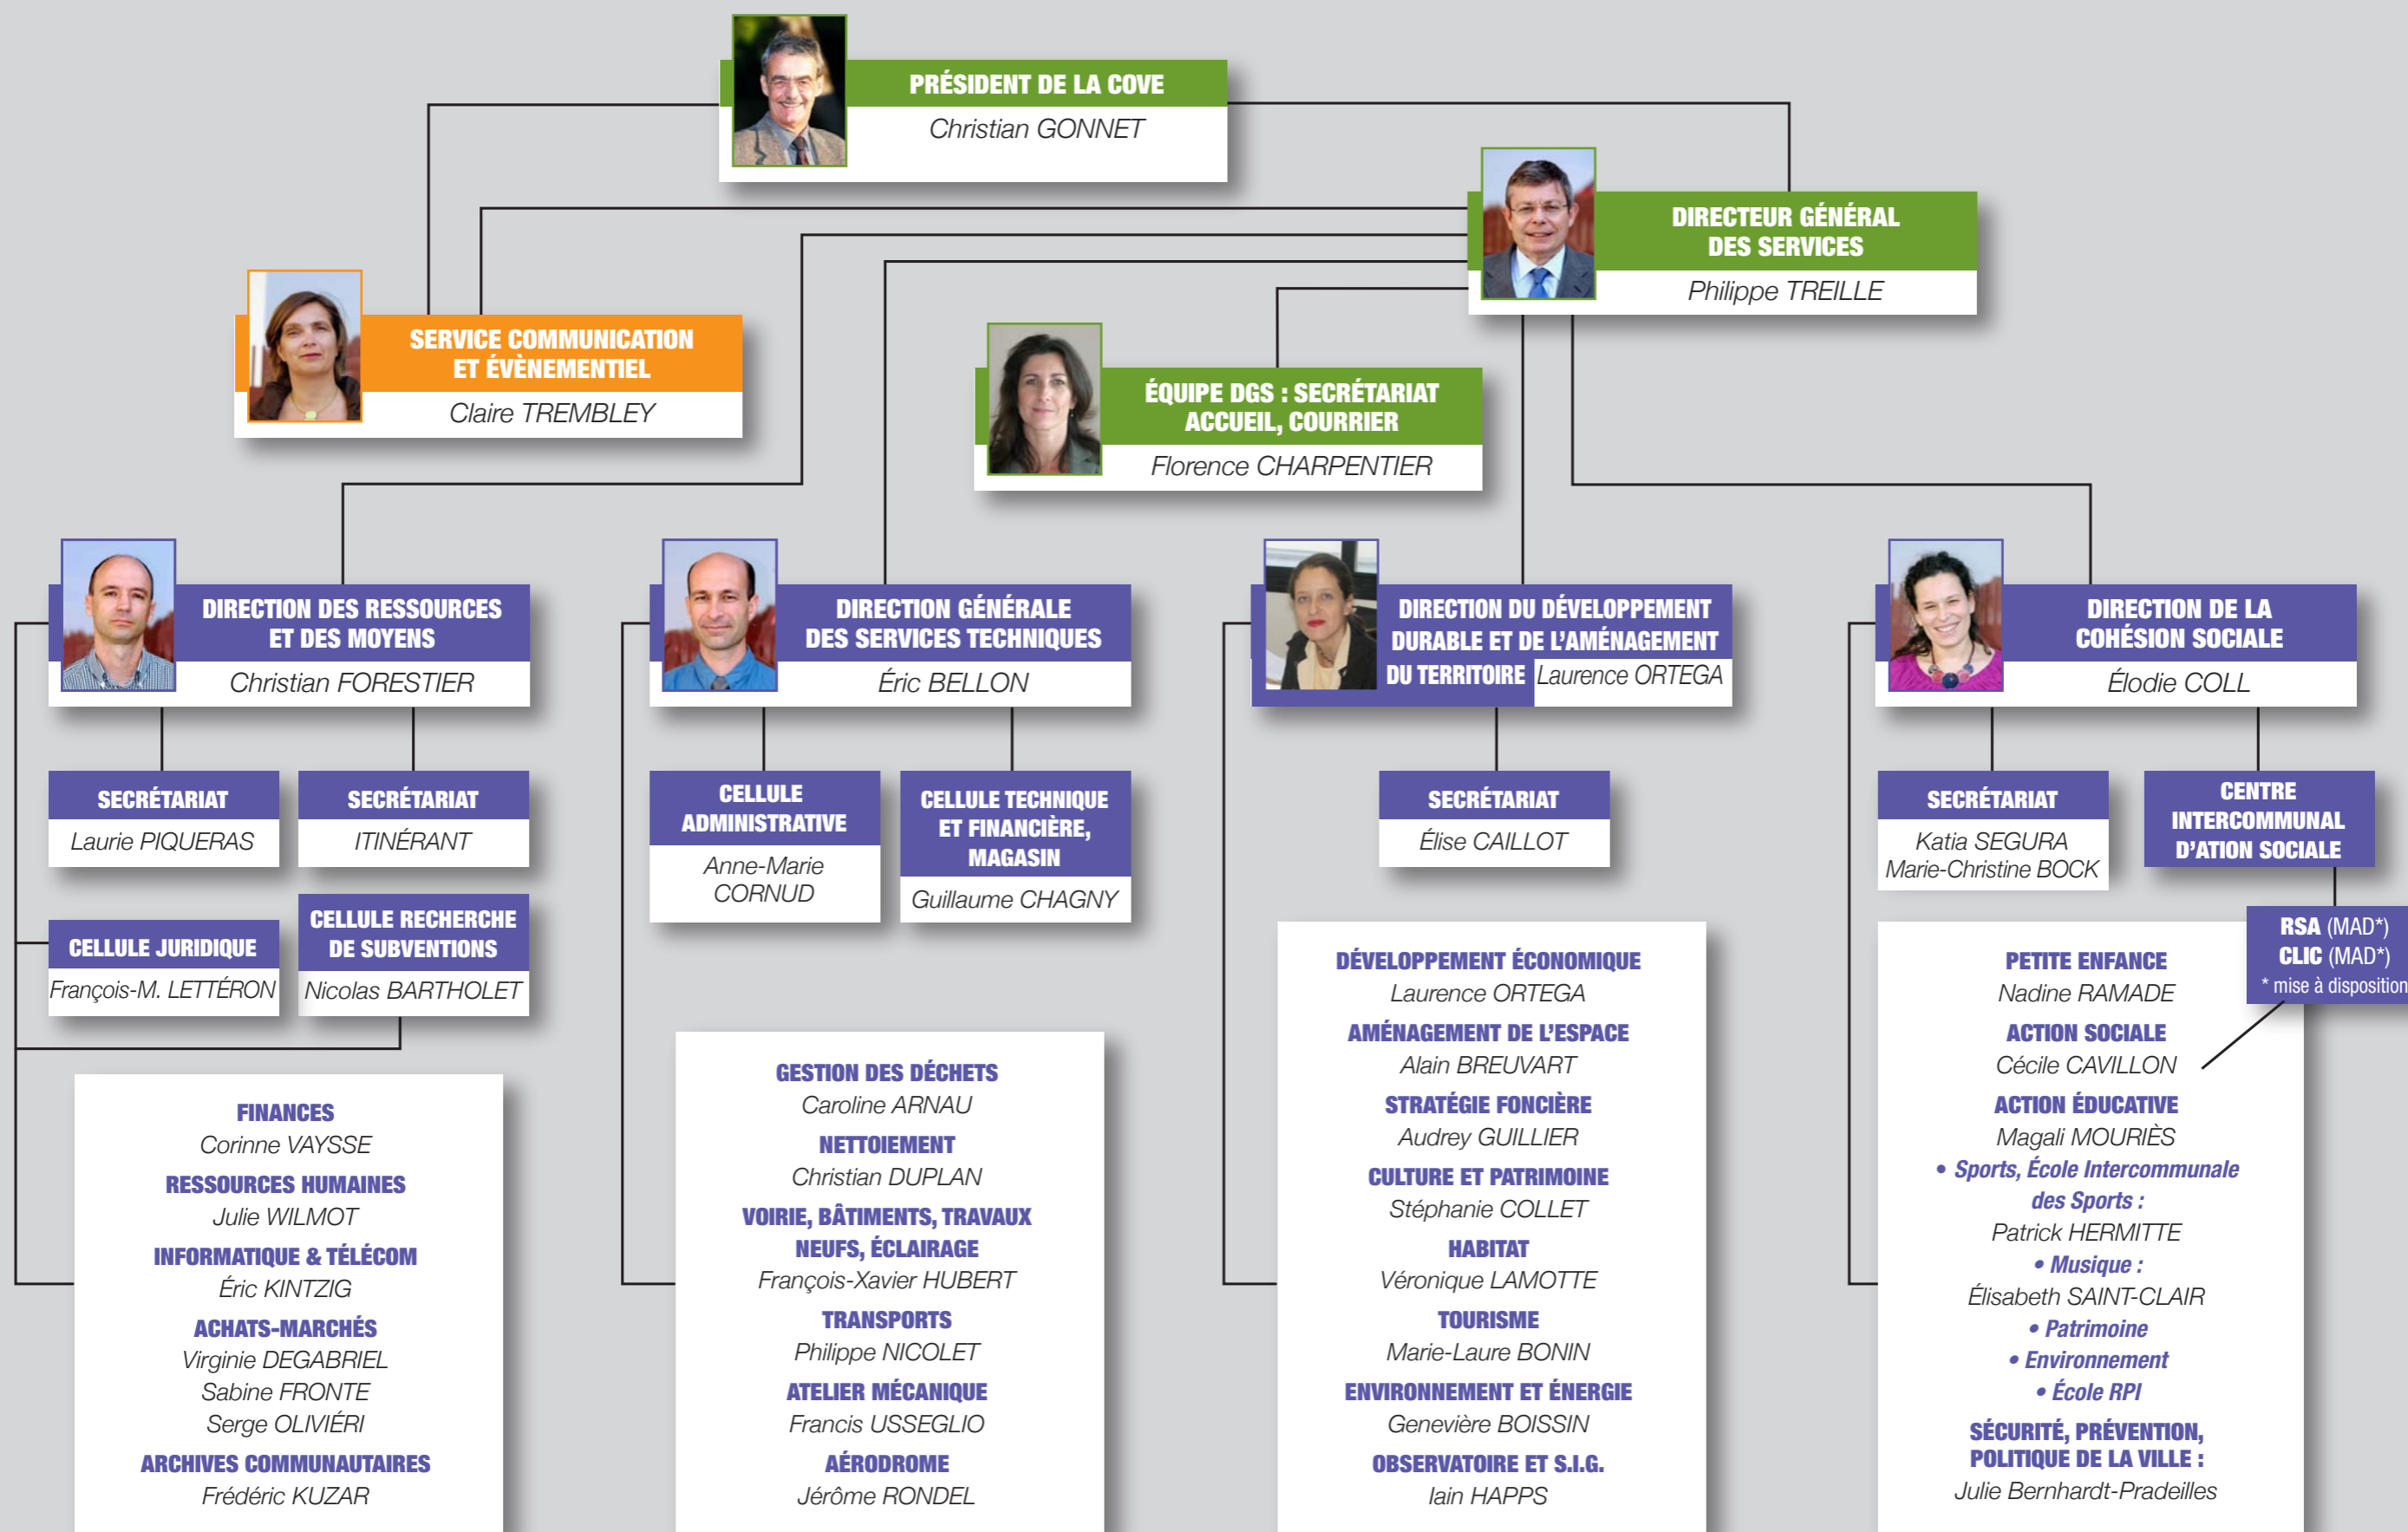 PRÉSIDENT DE LA COVE
Christian GONNET
DIRECTEUR GÉNÉRAL
DES SERVICES
Philippe TREILLE
SERVICE COMMUNICATION
ET ÉVÈNEMENTIEL
Claire TREMBLEY
ÉQUIPE DGS : SECRÉTARIAT
ACCUEIL, COURRIER
Florence CHARPENTIER
DIRECTION DES RESSOURCES
ET DES MOYENS
Christian FORESTIER
SECRÉTARIAT
Laurie PIQUERAS
SECRÉTARIAT
ITINÉRANT
CELLULE JURIDIQUE
François-M. LETTÉRON
CELLULE RECHERCHE
DE SUBVENTIONS
Nicolas BARTHOLET
FINANCES
Corinne VAYSSE
RESSOURCES HUMAINES
Julie WILMOT
INFORMATIQUE & TÉLÉCOM
Éric KINTZIG
ACHATS-MARCHÉS
Virginie DEGABRIEL
Sabine FRONTE
Serge OLIVIÉRI
ARCHIVES COMMUNAUTAIRES
Frédéric KUZAR
DIRECTION GÉNÉRALE
DES SERVICES TECHNIQUES
Éric BELLON
CELLULE
ADMINISTRATIVE
Anne-Marie
CORNUD
CELLULE TECHNIQUE
ET FINANCIÈRE,
MAGASIN
Guillaume CHAGNY
GESTION DES DÉCHETS
Caroline ARNAU
NETTOIEMENT
Christian DUPLAN
VOIRIE, BÂTIMENTS, TRAVAUX
NEUFS, ÉCLAIRAGE
François-Xavier HUBERT
TRANSPORTS
Philippe NICOLET
ATELIER MÉCANIQUE
Francis USSEGLIO
AÉRODROME
Jérôme RONDEL
DIRECTION DU DÉVELOPPEMENT
DURABLE ET DE L'AMÉNAGEMENT
DU TERRITOIRE Laurence ORTEGA
SECRÉTARIAT
Élise CAILLOT
DÉVELOPPEMENT ÉCONOMIQUE
Laurence ORTEGA
AMÉNAGEMENT DE L'ESPACE
Alain BREUVART
STRATÉGIE FONCIÈRE
Audrey GUILLIER
CULTURE ET PATRIMOINE
Stéphanie COLLET
HABITAT
Véronique LAMOTTE
TOURISME
Marie-Laure BONIN
ENVIRONNEMENT ET ÉNERGIE
Geneviève BOISSIN
OBSERVATOIRE ET S.I.G.
Iain HAPPS
DIRECTION DE LA
COHÉSION SOCIALE
Élodie COLL
SECRÉTARIAT
Katia SEGURA
Marie-Christine BOCK
CENTRE
INTERCOMMUNAL
D'ATION SOCIALE
RSA (MAD*)
CLIC (MAD*)
* mise à disposition
PETITE ENFANCE
Nadine RAMADE
ACTION SOCIALE
Cécile CAVILLON
ACTION ÉDUCATIVE
Magali MOURIÈS
• Sports, École Intercommunale
des Sports :
Patrick HERMITTE
• Musique :
Élisabeth SAINT-CLAIR
• Patrimoine
• Environnement
• École RPI
SÉCURITÉ, PRÉVENTION,
POLITIQUE DE LA VILLE :
Julie Bernhardt-Pradeilles